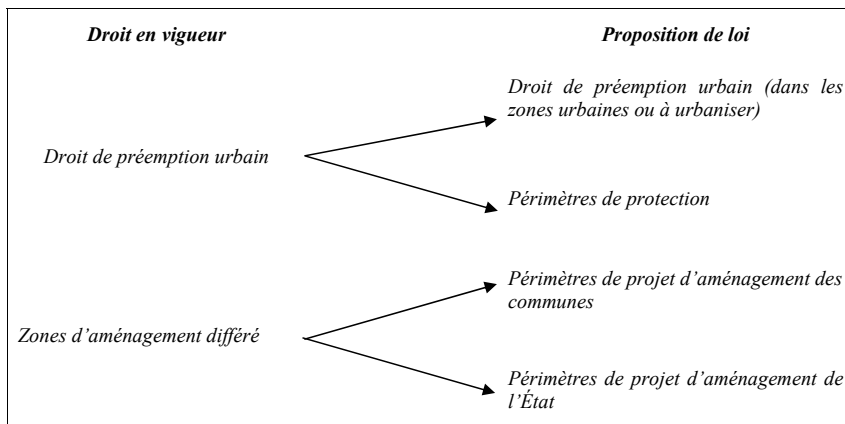 Droit en vigueur
Proposition de loi
Droit de préemption urbain (dans les
zones urbaines ou à urbaniser)
Droit de préemption urbain
Périmètres de protection
Périmètres de projet d'aménagement des
communes
Zones d'aménagement différé
Périmètres de projet d'aménagement de
l'État